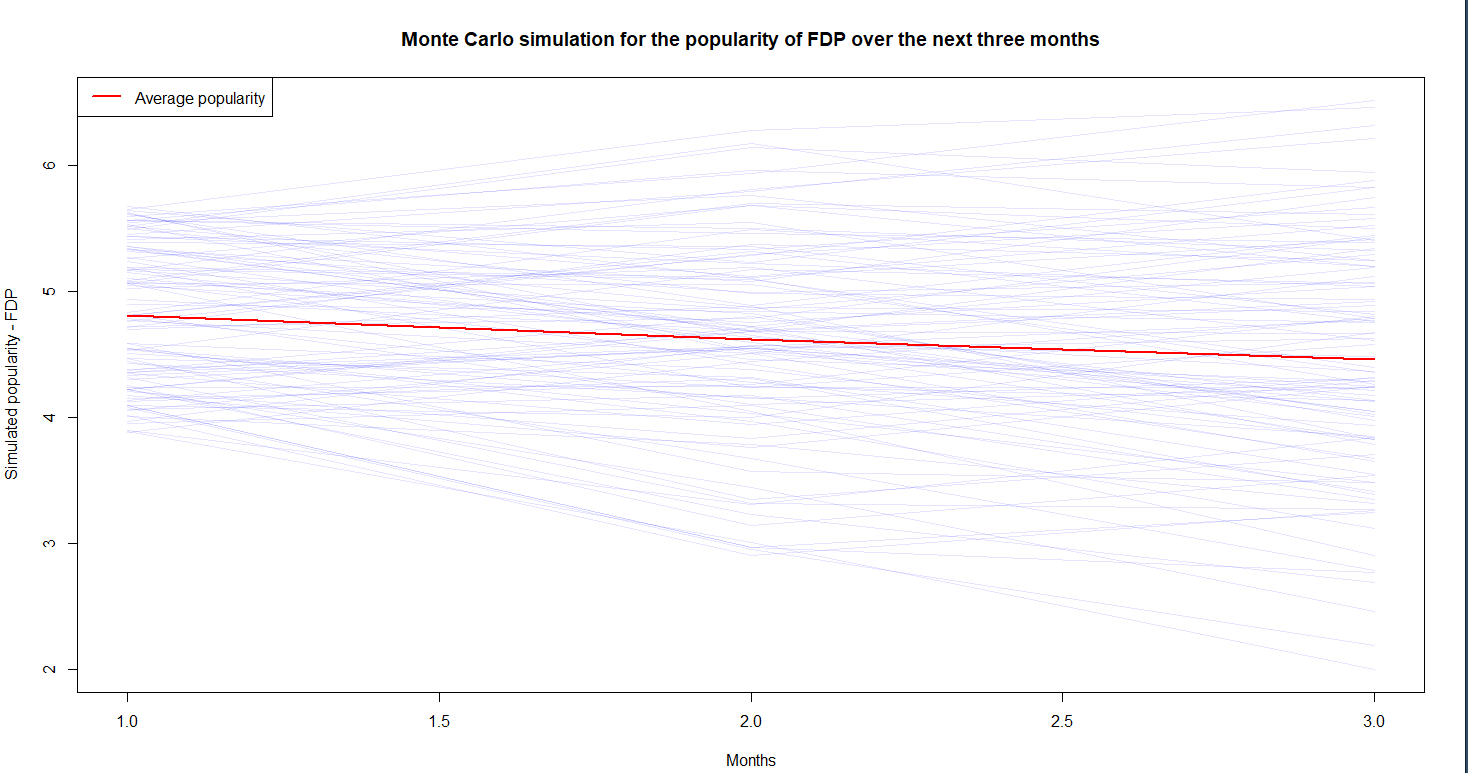 Monte Carlo simulation for the popularity of FDP over the next three months
Average popularity
Simulated popularity - FDP
6
5
4
3
2
1.0 1.5 2.0 2.5 3.0
Months